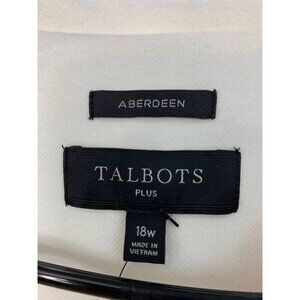 ABERDEEN
TALBOTS
PLUS
18W
MADE IN
VIETNAM